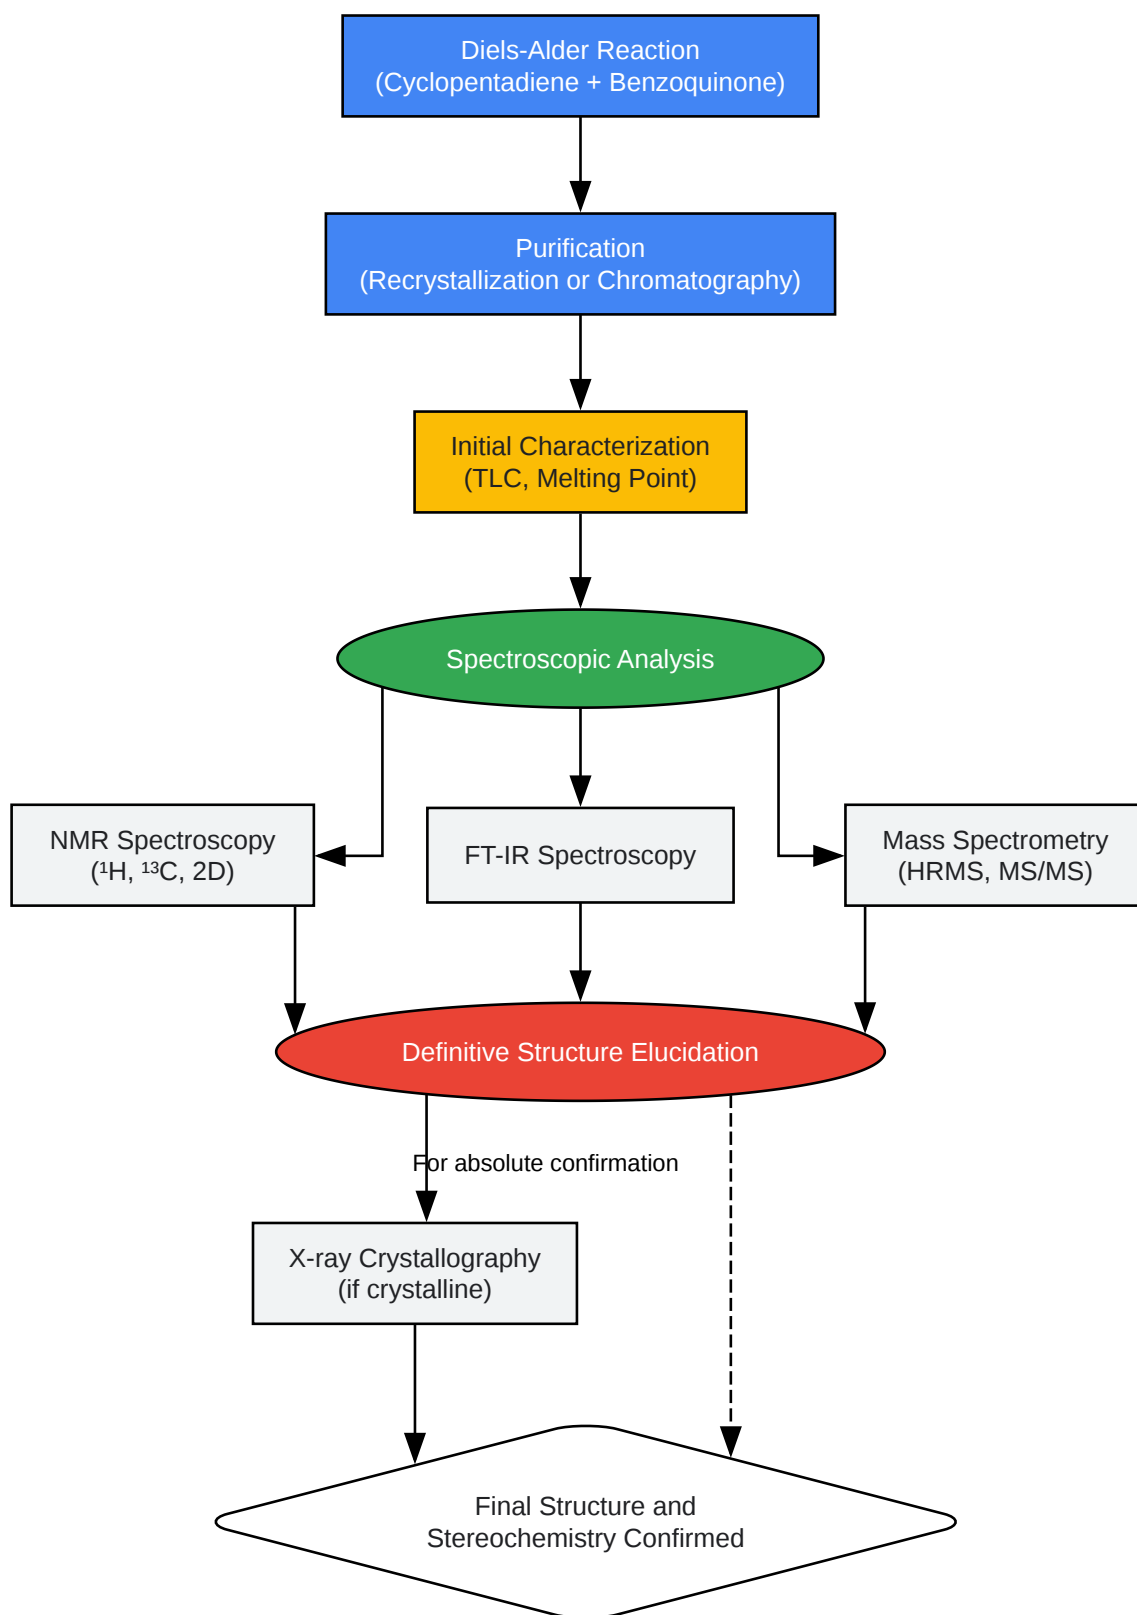 Diels-Alder Reaction
(Cyclopentadiene + Benzoquinone)
Purification
(Recrystallization or Chromatography)
Initial Characterization
(TLC, Melting Point)
Spectroscopic Analysis
NMR Spectroscopy
(¹H, ¹³C, 2D)
FT-IR Spectroscopy
Mass Spectrometry
(HRMS, MS/MS)
Definitive Structure Elucidation
For absolute confirmation
X-ray Crystallography
(if crystalline)
Final Structure and
Stereochemistry Confirmed